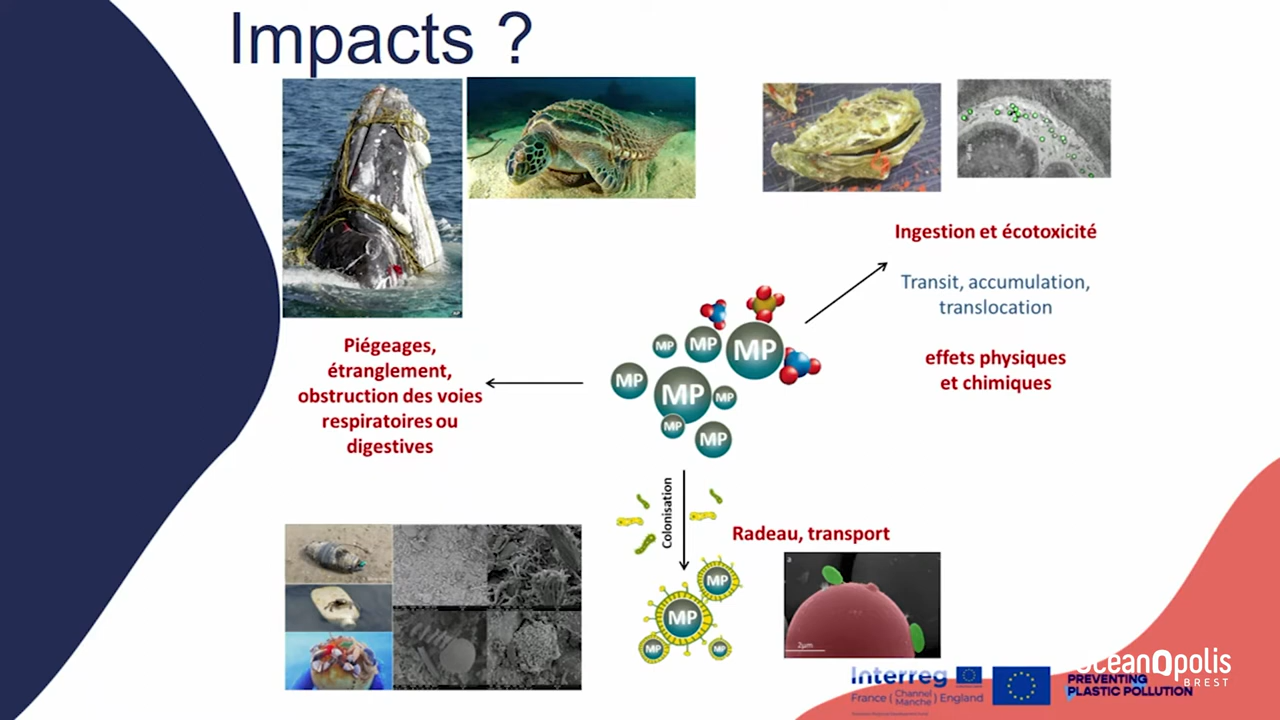 Impacts ?
Ingestion et écotoxicité
Transit, accumulation,
translocation
effets physiques
et chimiques
Piégeages,
étranglement,
obstruction des voies
respiratoires ou
digestives
MP
MP
MP
MP
MP
MP
MP
MP
Colonisation
Radeau, transport
MP
MP
MP
MP
a
2µm
Interreg
France ( Channel Manche ) England
PREVENTING
PLASTIC POLLUTION
OceanOpolis
BREST